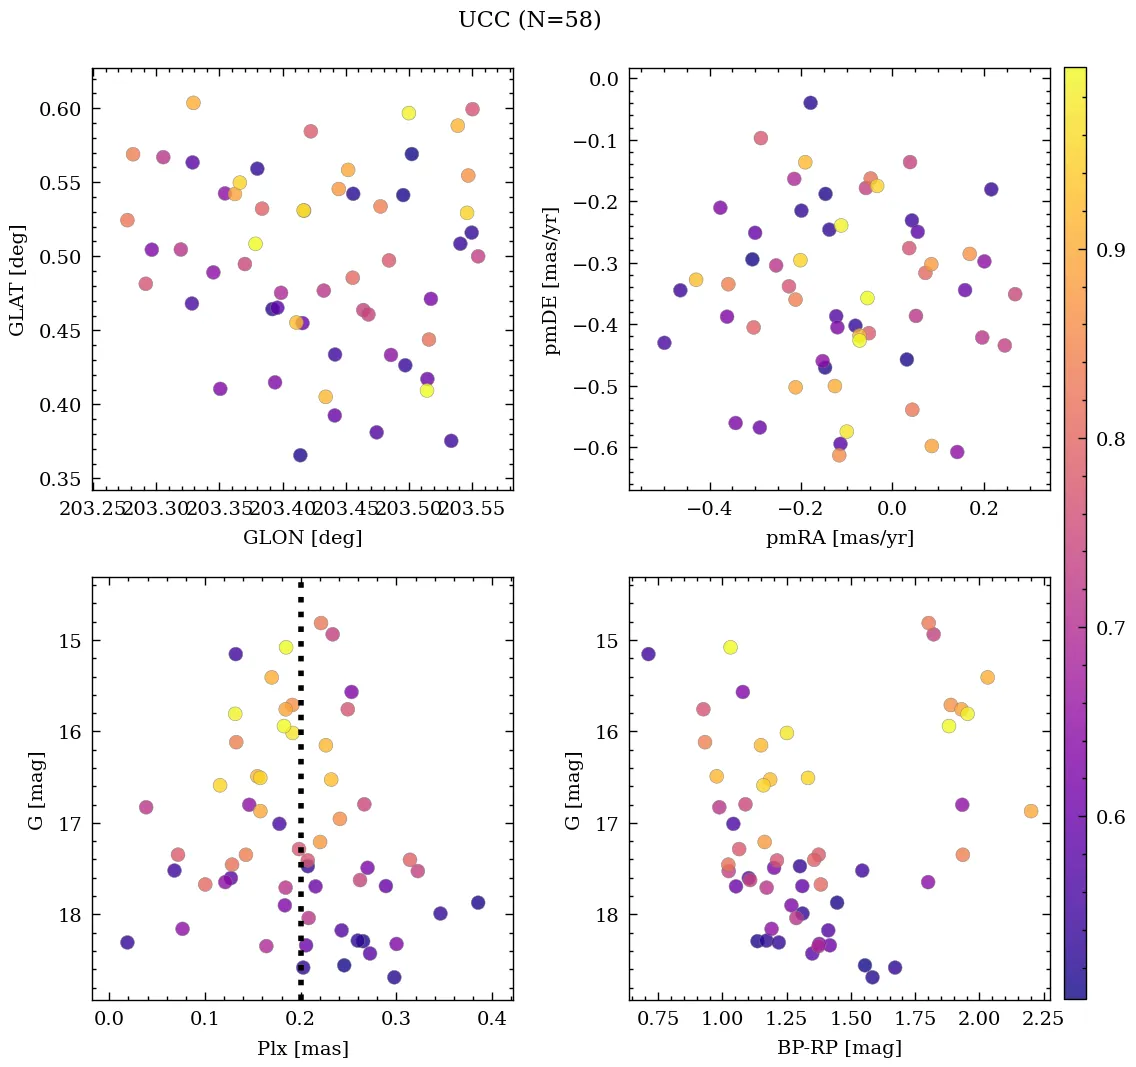 UCC (N=58)
0.60
0.55
0.50
0.45
0.40
0.35
GLAT [deg]
203.25 203.30 203.35 203.40 203.45 203.50 203.55
GLON [deg]
0.0
−0.1
−0.2
−0.3
−0.4
−0.5
−0.6
pmDE [mas/yr]
−0.4 −0.2 0.0 0.2
pmRA [mas/yr]
0.9
0.8
0.7
0.6
15
16
17
18
G [mag]
0.0 0.1 0.2 0.3 0.4
Plx [mas]
15
16
17
18
G [mag]
0.75 1.00 1.25 1.50 1.75 2.00 2.25
BP-RP [mag]